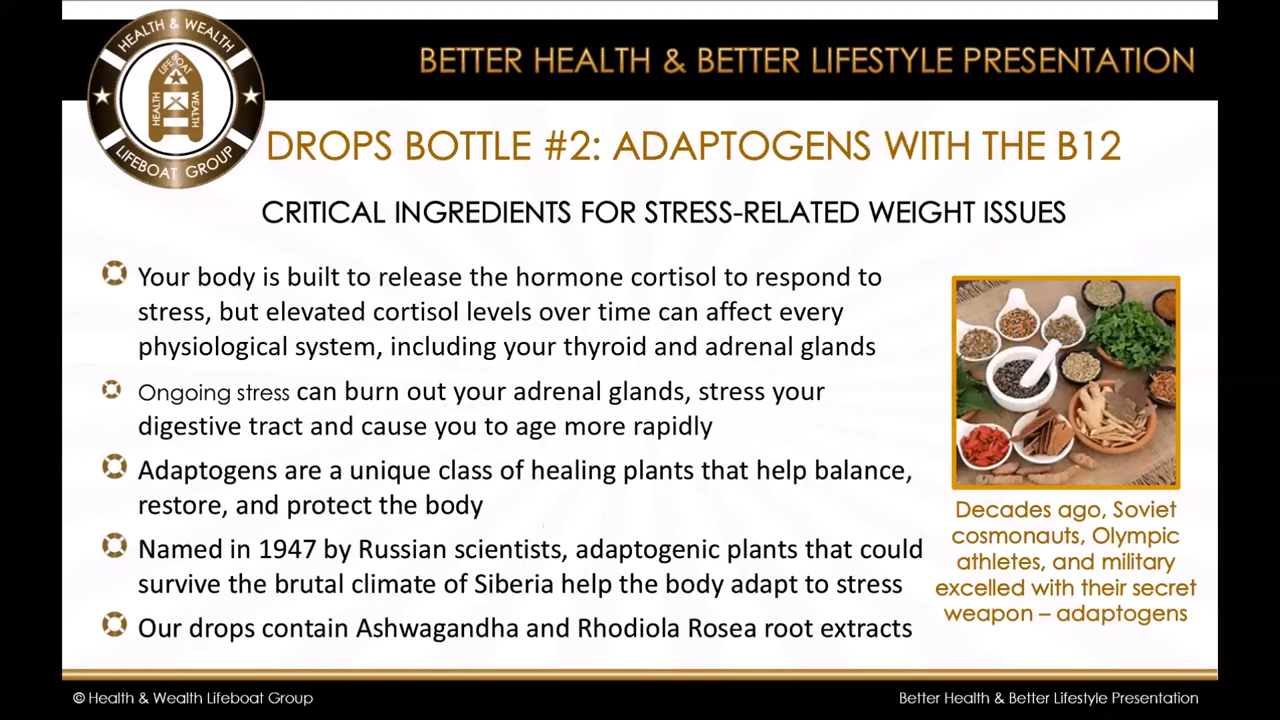 HEALTH & WEALTH
LIFEBOAT
HEALTH
WEALTH
LIFEBOAT GROUP
BETTER HEALTH & BETTER LIFESTYLE PRESENTATION
DROPS BOTTLE #2: ADAPTOGENS WITH THE B12
CRITICAL INGREDIENTS FOR STRESS-RELATED WEIGHT ISSUES
Your body is built to release the hormone cortisol to respond to
stress, but elevated cortisol levels over time can affect every
physiological system, including your thyroid and adrenal glands
Ongoing stress can burn out your adrenal glands, stress your
digestive tract and cause you to age more rapidly
Adaptogens are a unique class of healing plants that help balance,
restore, and protect the body
Named in 1947 by Russian scientists, adaptogenic plants that could
survive the brutal climate of Siberia help the body adapt to stress
Our drops contain Ashwagandha and Rhodiola Rosea root extracts
Decades ago, Soviet
cosmonauts, Olympic
athletes, and military
excelled with their secret
weapon – adaptogens
© Health & Wealth Lifeboat Group
Better Health & Better Lifestyle Presentation